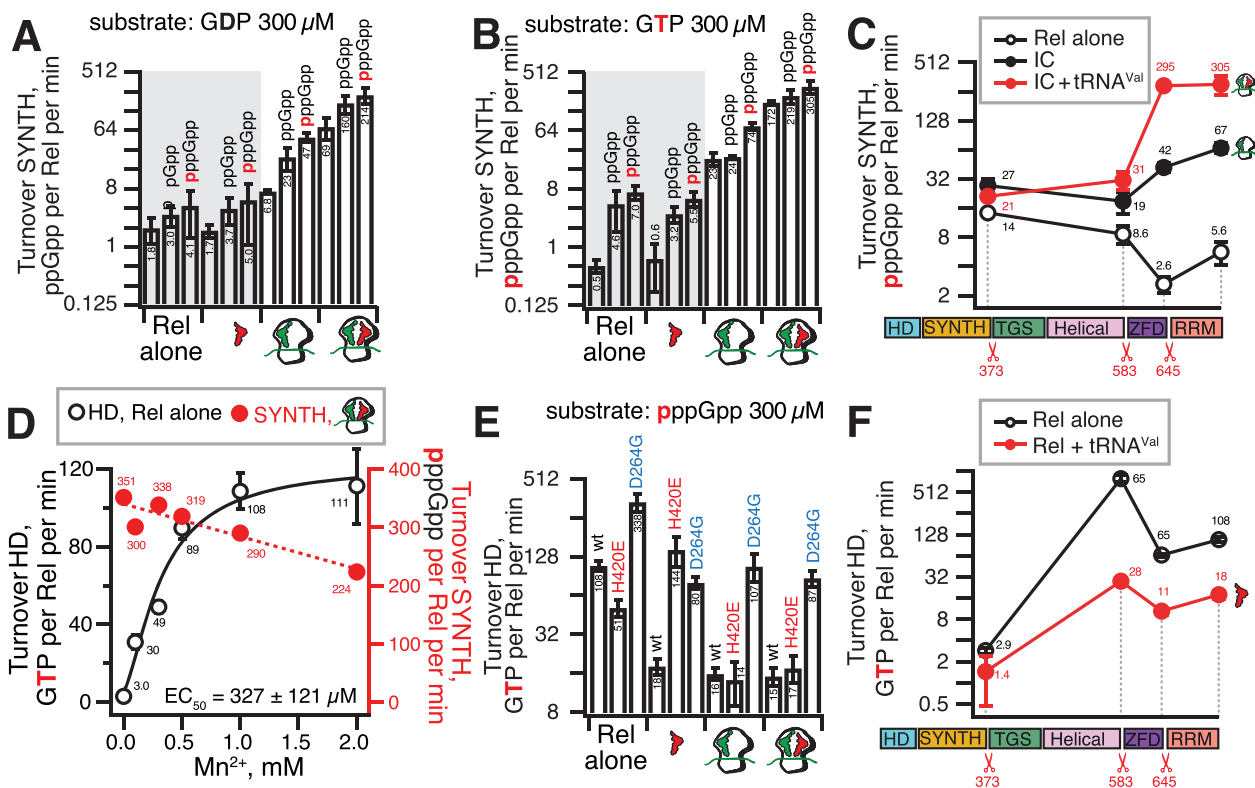 A
substrate: GDP 300 µM
Turnover SYNTH,
ppGpp per Rel per min
512
64
8
1
0.125
pGpp
pppGpp
ppGpp
pppGpp
ppGpp
pppGpp
ppGpp
pppGpp
1.8
3.0
4.1
1.7
3.7
5.0
6.8
23
47
69
160
214
Rel
alone
B
substrate: GTP 300 µM
Turnover SYNTH,
pppGpp per Rel per min
512
64
8
1
0.125
ppGpp
pppGpp
ppGpp
pppGpp
ppGpp
pppGpp
ppGpp
pppGpp
0.5
4.6
7.0
0.6
3.2
5.5
23
24
74
172
219
305
Rel
alone
C
Rel alone
IC
IC + tRNAVal
Turnover SYNTH,
pppGpp per Rel per min
512
128
32
8
2
295
305
67
42
27
31
21
19
14
8.6
2.6
5.6
HD
SYNTH
TGS
Helical
ZFD
RRM
373
583
645
D
HD, Rel alone
SYNTH,
Turnover HD,
GTP per Rel per min
120
80
40
0
351
338
319
300
290
224
108
111
89
49
30
3.0
EC50 = 327 ± 121 µM
400
300
200
100
0
Turnover SYNTH,
pppGpp per Rel per min
0.0
0.5
1.0
1.5
2.0
Mn2+, mM
E
substrate: pppGpp 300 µM
Turnover HD,
GTP per Rel per min
512
128
32
8
wt
H420E
D264G
wt
H420E
D264G
wt
H420E
D264G
wt
H420E
D264G
108
51
338
18
144
80
16
14
107
15
17
87
Rel
alone
F
Rel alone
Rel + tRNAVal
Turnover HD,
GTP per Rel per min
512
128
32
8
2
0.5
65
65
108
28
11
18
2.9
1.4
HD
SYNTH
TGS
Helical
ZFD
RRM
373
583
645